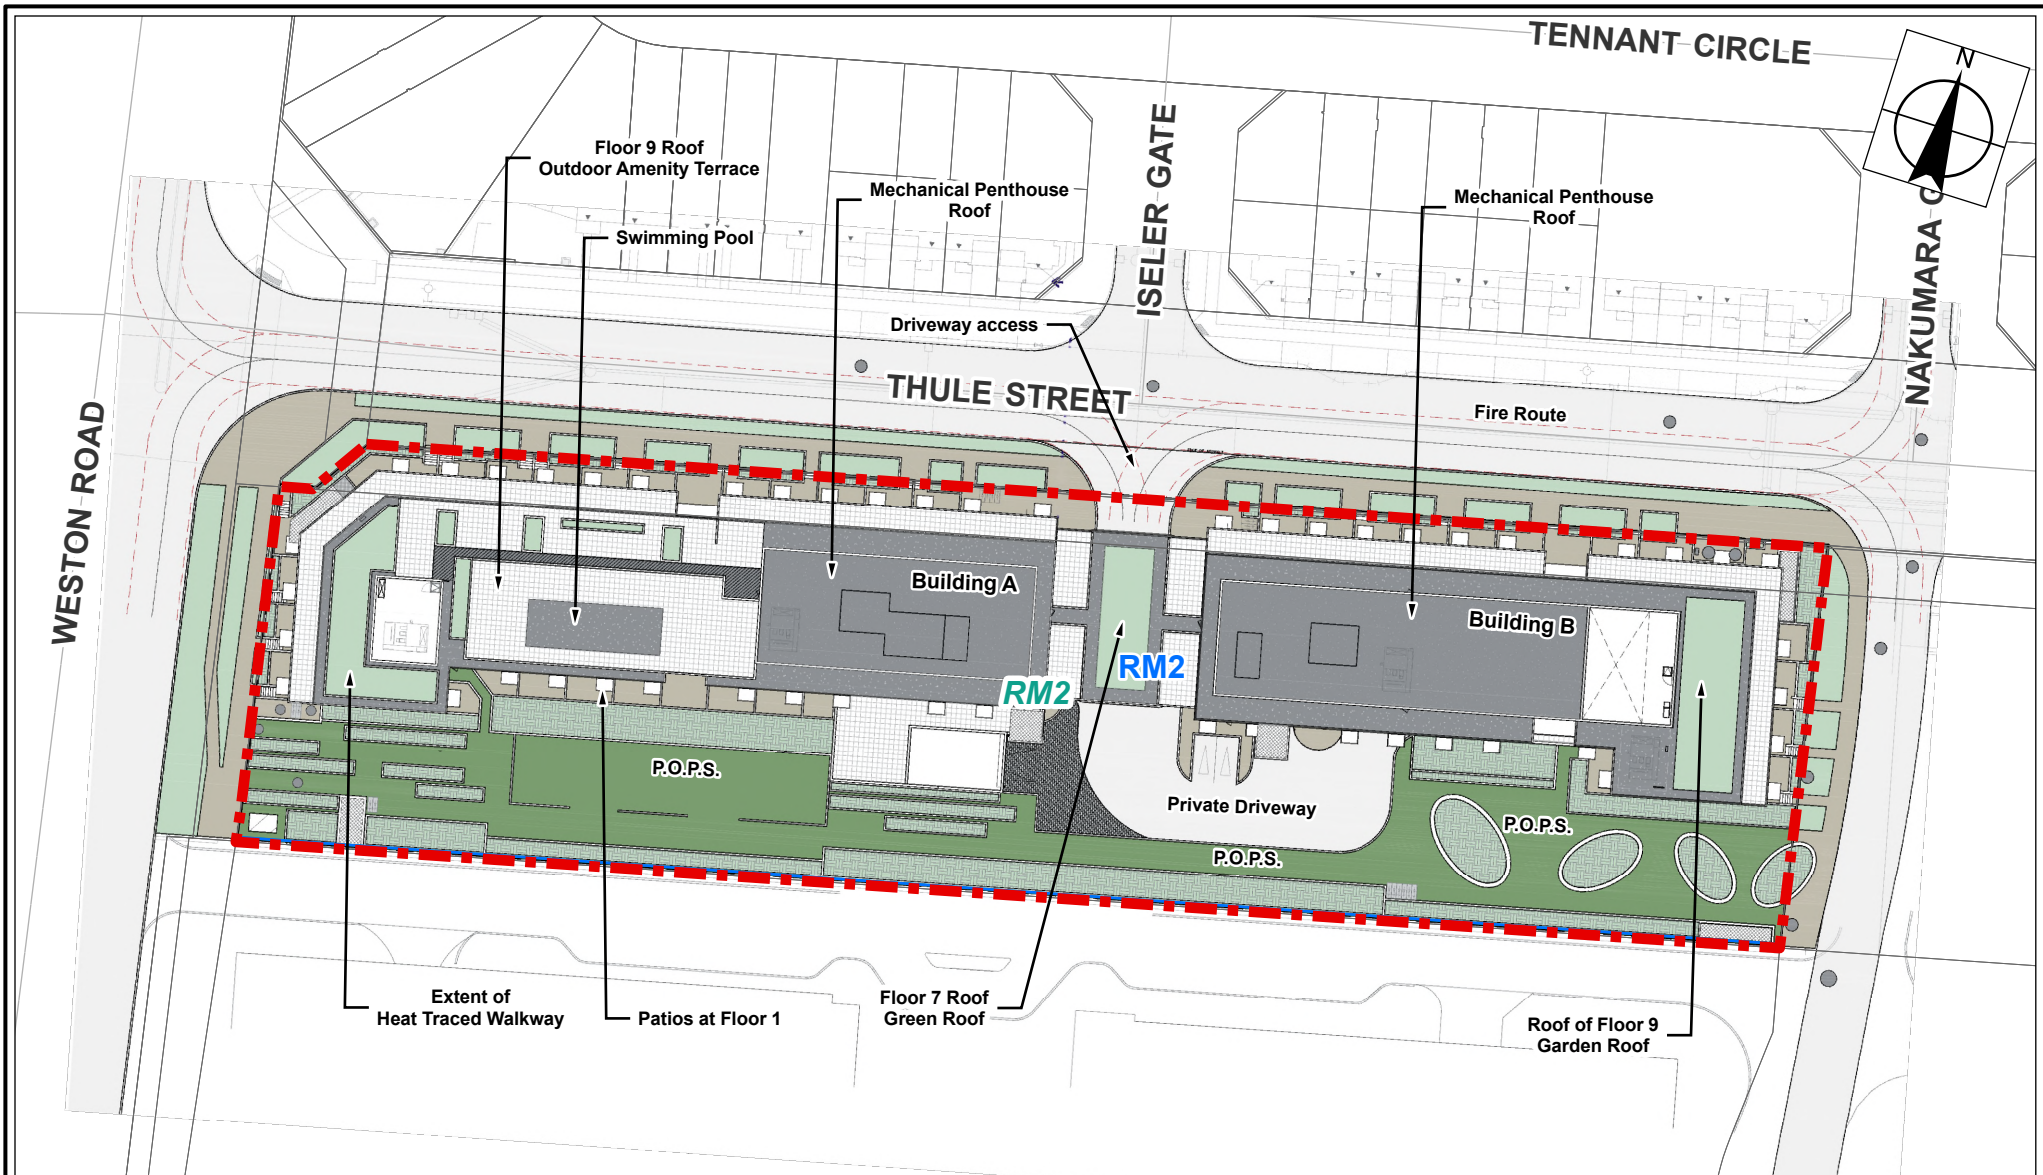 TENNANT CIRCLE
N
Floor 9 Roof
Outdoor Amenity Terrace
Mechanical Penthouse
Roof
ISELER GATE
Mechanical Penthouse
Roof
NAKUMARA
Swimming Pool
Driveway access
THULE STREET
Fire Route
WESTON ROAD
Building A
Building B
RM2
RM2
P.O.P.S.
Private Driveway
P.O.P.S.
P.O.P.S.
Extent of
Heat Traced Walkway
Patios at Floor 1
Floor 7 Roof
Green Roof
Roof of Floor 9
Garden Roof